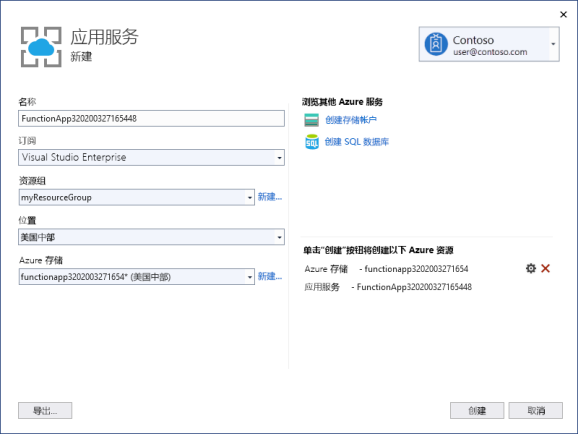 应用服务
新建
Contoso
user@contoso.com
名称
FunctionApp320200327165448
订阅
Visual Studio Enterprise
资源组
myResourceGroup
新建...
位置
美国中部
Azure 存储
functionapp3202003271654* (美国中部)
新建...
浏览其他 Azure 服务
创建存储帐户
SQL
创建 SQL 数据库
单击“创建”按钮将创建以下 Azure 资源
Azure 存储 - functionapp3202003271654
应用服务 - FunctionApp320200327165448
导出...
创建
取消